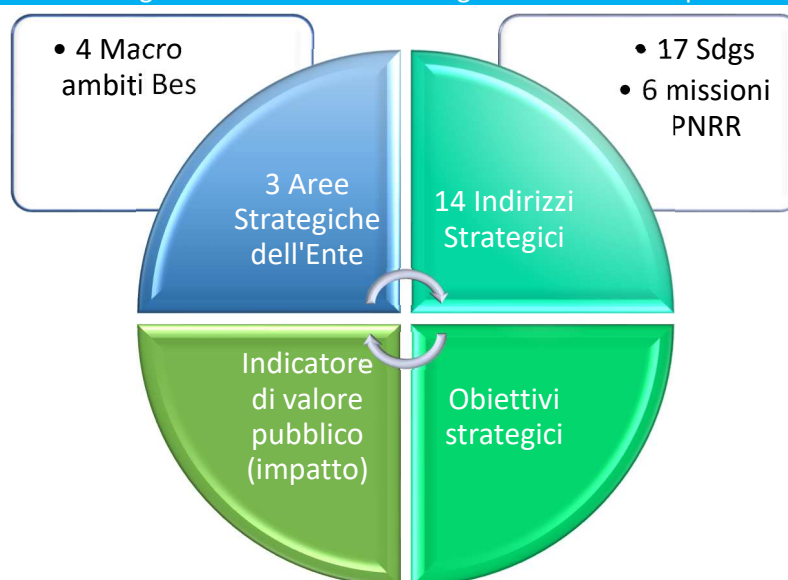 • 4 Macro
ambiti Bes
• 17 Sdgs
• 6 missioni
PNRR
3 Aree
Strategiche
dell'Ente
14 Indirizzi
Strategici
Indicatore
di valore
pubblico
(impatto)
Obiettivi
strategici